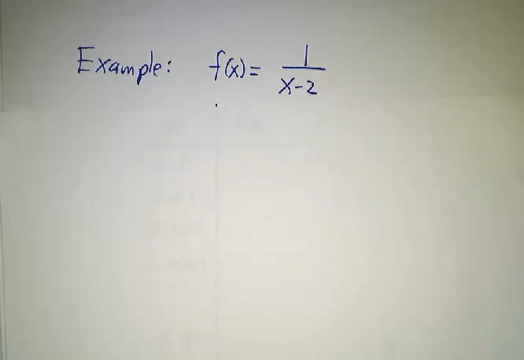 Example: f(x) = 1/(x-2)